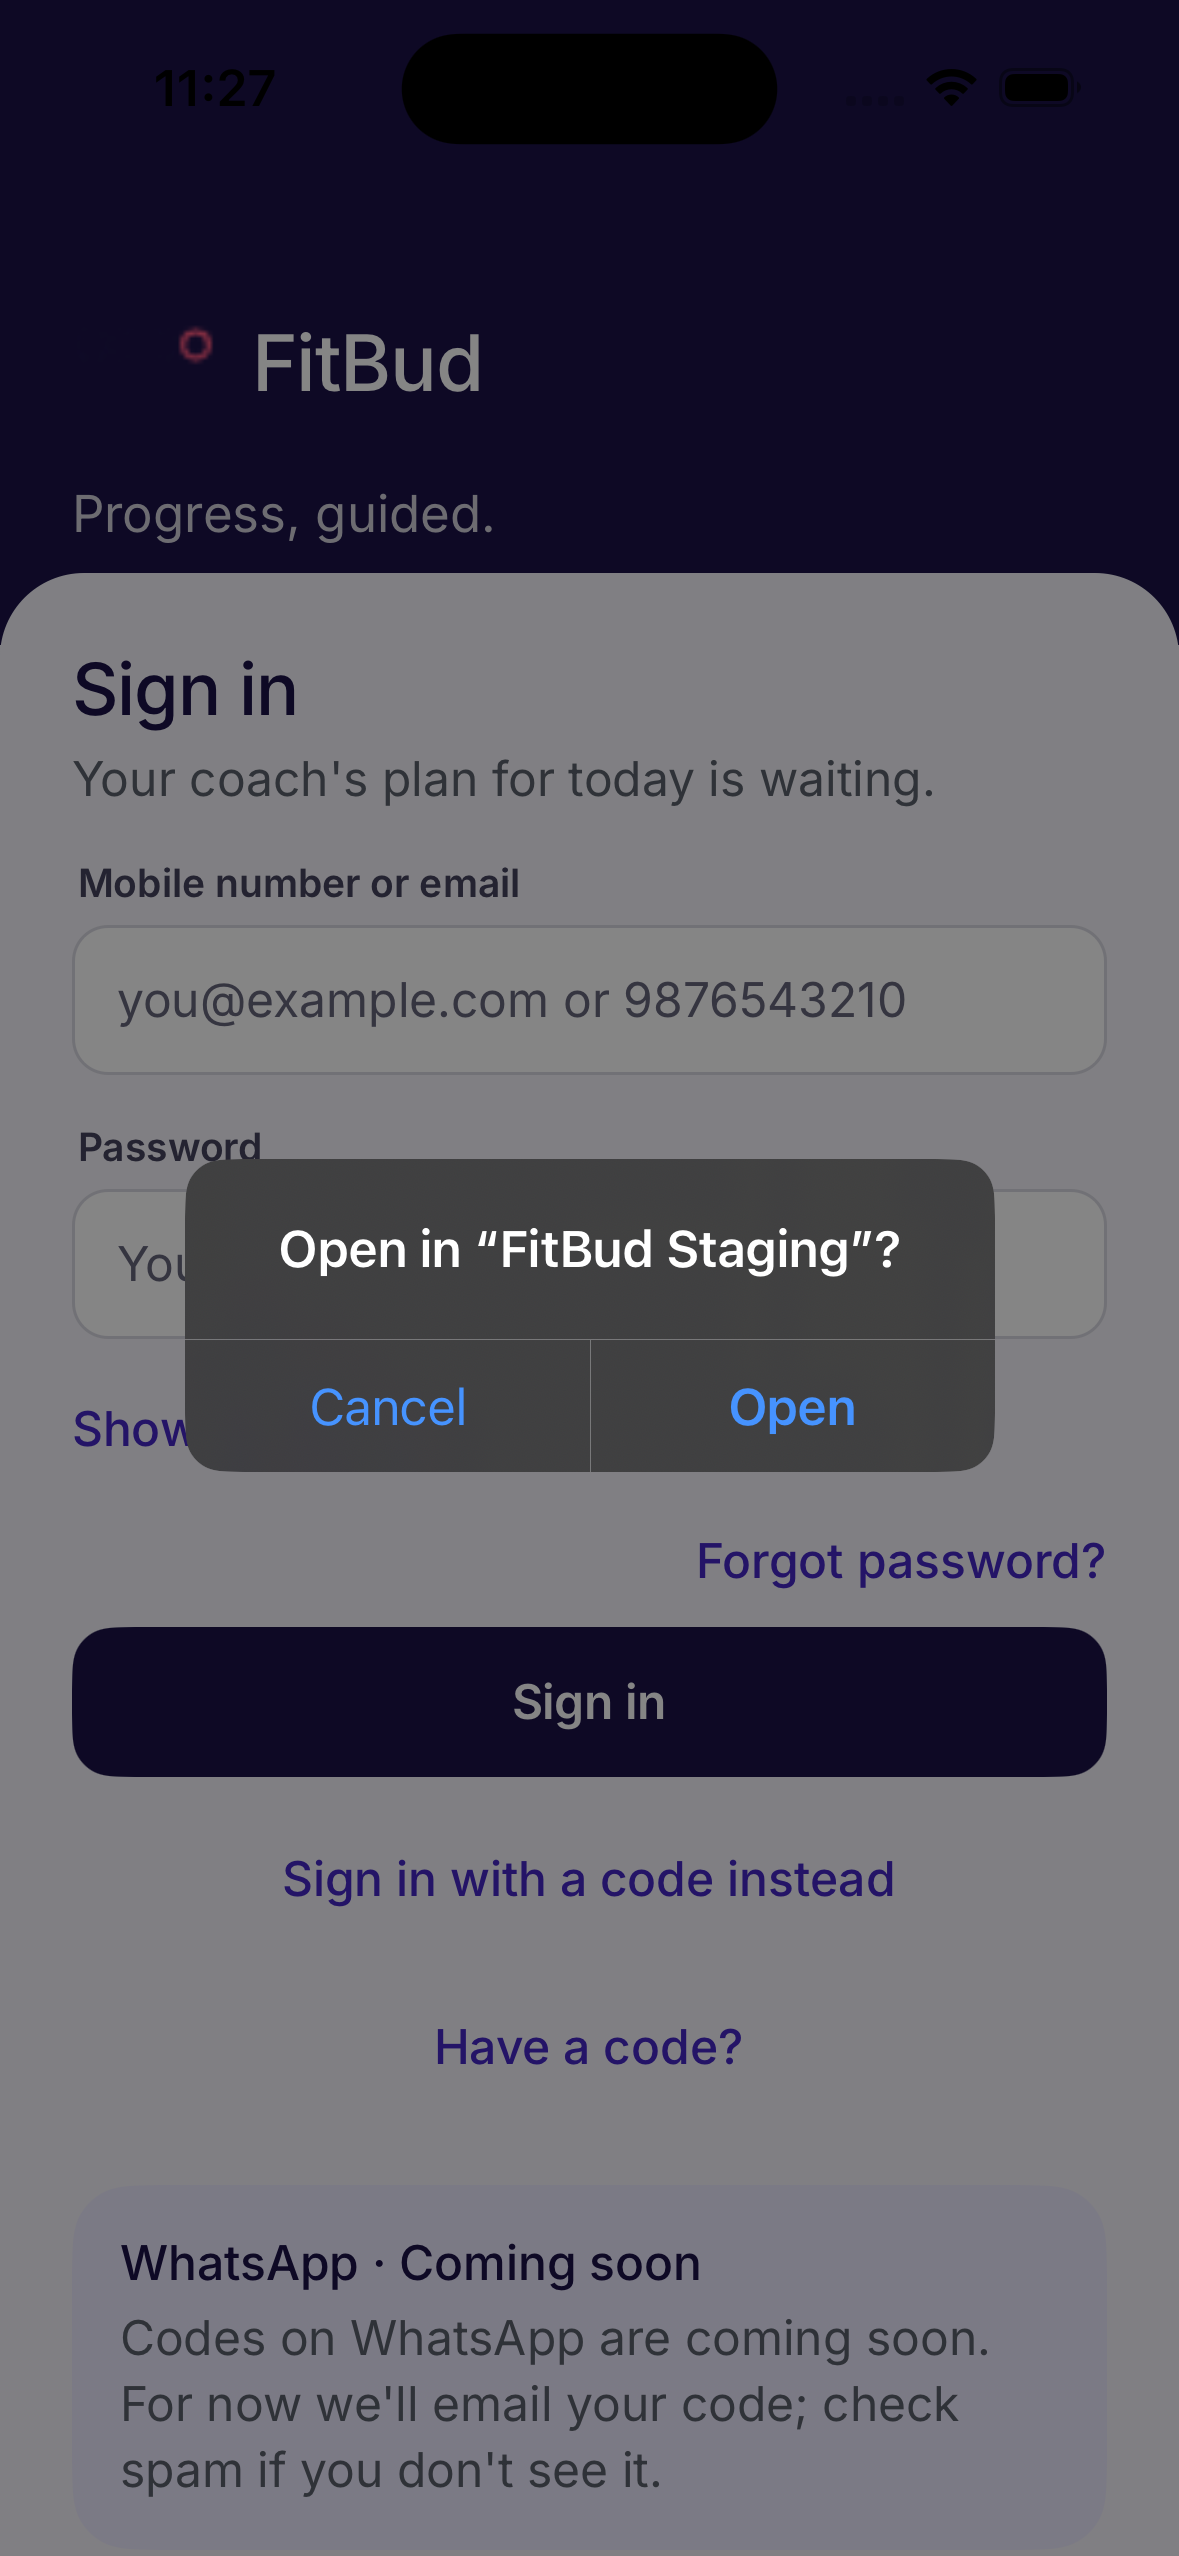 11:27
FitBud
Progress, guided.
Sign in
Your coach's plan for today is waiting.
Mobile number or email
you@example.com or 9876543210
Password
You
Open in “FitBud Staging”?
Cancel
Open
Show
Forgot password?
Sign in
Sign in with a code instead
Have a code?
WhatsApp · Coming soon
Codes on WhatsApp are coming soon.
For now we'll email your code; check
spam if you don't see it.